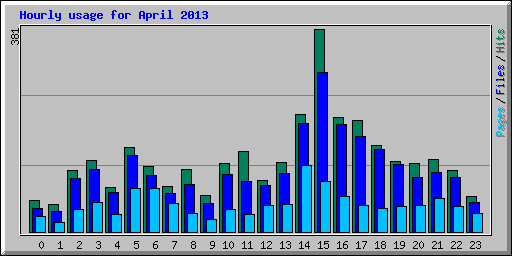 Hourly usage for April 2013
381
Pages / Files / Hits
0 1 2 3 4 5 6 7 8 9 10 11 12 13 14 15 16 17 18 19 20 21 22 23